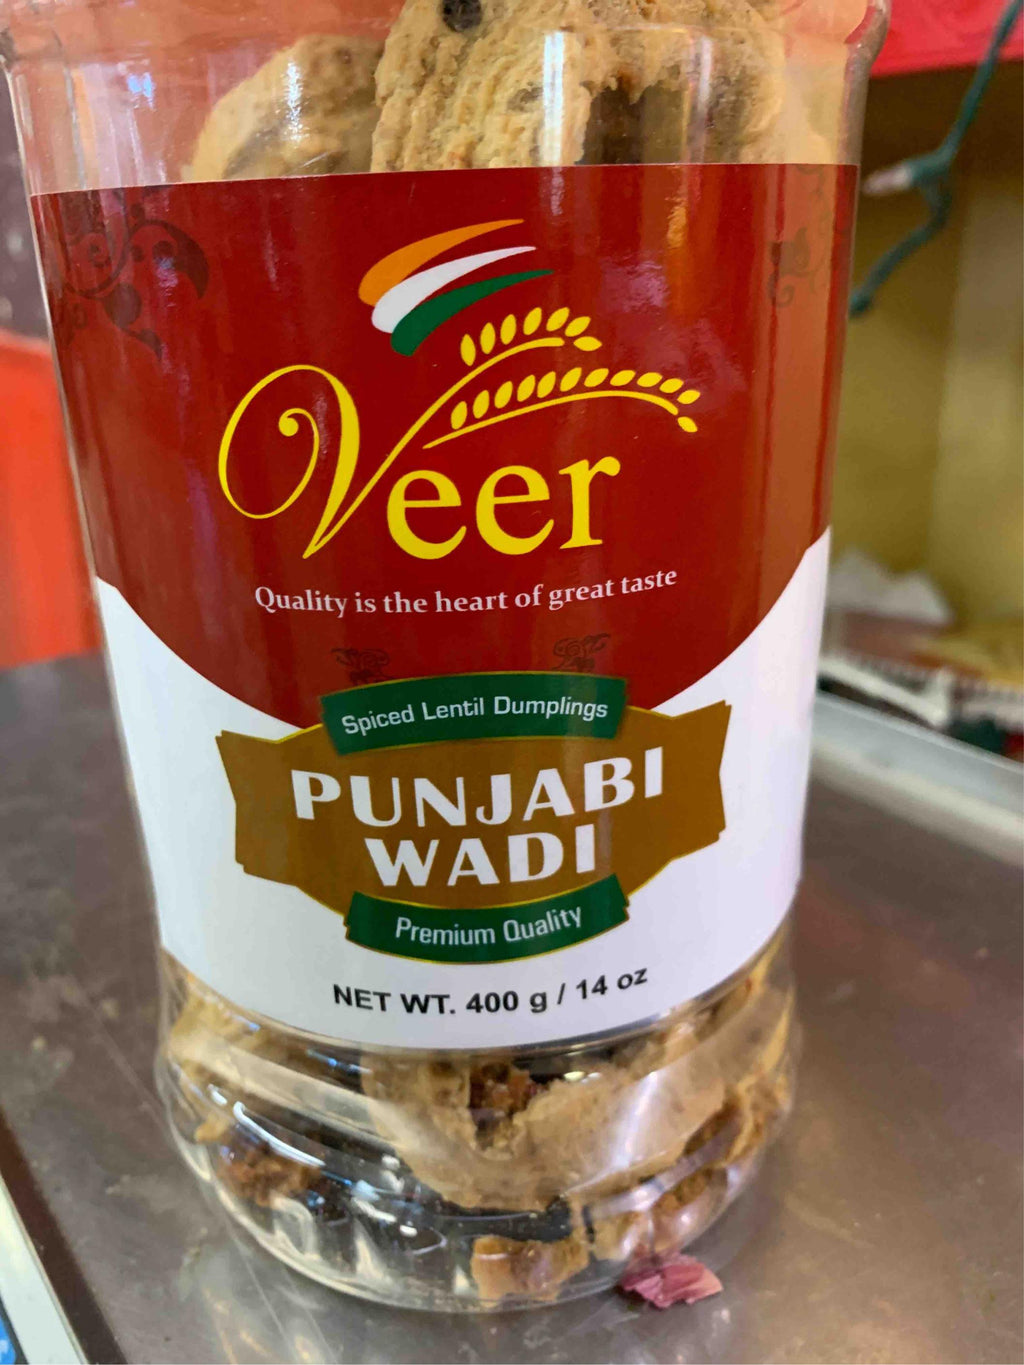 Veer
Quality is the heart of great taste
Spiced Lentil Dumplings
PUNJABI
WADI
Premium Quality
NET WT. 400 g / 14 oz